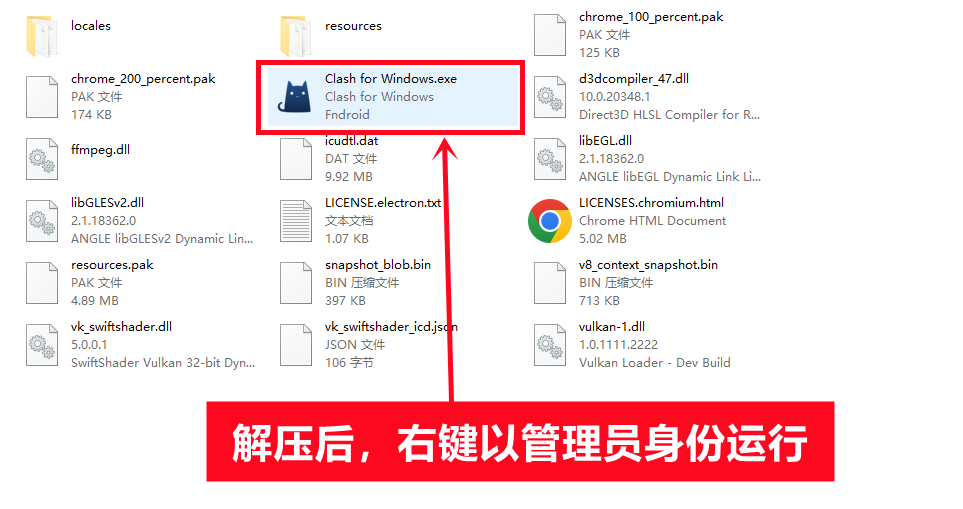 locales
resources
chrome_100_percent.pak
PAK 文件
125 KB
chrome_200_percent.pak
PAK 文件
174 KB
Clash for Windows.exe
Clash for Windows
Fndroid
d3dcompiler_47.dll
10.0.20348.1
Direct3D HLSL Compiler for R...
ffmpeg.dll
icudtl.dat
DAT 文件
9.92 MB
libEGL.dll
2.1.18362.0
ANGLE libEGL Dynamic Link Li...
libGLESv2.dll
2.1.18362.0
ANGLE libGLESv2 Dynamic Lin...
LICENSE.electron.txt
文本文档
1.07 KB
LICENSES.chromium.html
Chrome HTML Document
5.02 MB
resources.pak
PAK 文件
4.89 MB
snapshot_blob.bin
BIN 压缩文件
397 KB
v8_context_snapshot.bin
BIN 压缩文件
713 KB
vk_swiftshader.dll
5.0.0.1
SwiftShader Vulkan 32-bit Dyn...
vk_swiftshader_icd.json
JSON 文件
106 字节
vulkan-1.dll
1.0.1111.2222
Vulkan Loader - Dev Build
解压后，右键以管理员身份运行